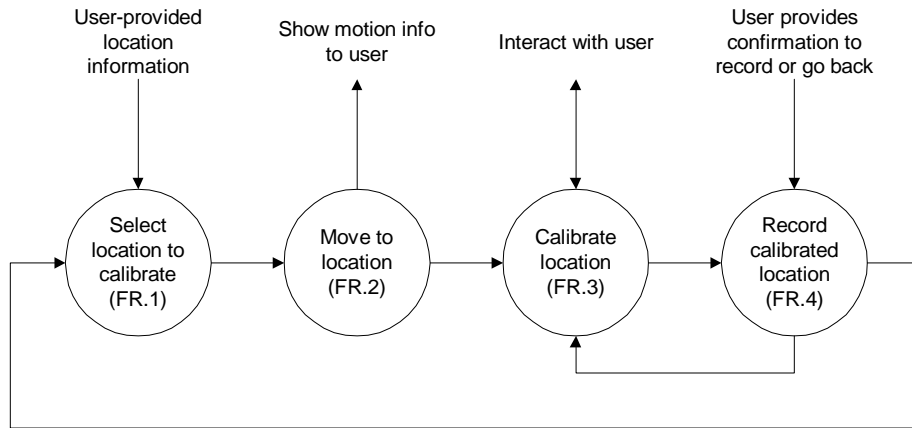 User-provided
location
information
Show motion info
to user
Interact with user
User provides
confirmation to
record or go back
Select
location to
calibrate
(FR.1)
Move to
location
(FR.2)
Calibrate
location
(FR.3)
Record
calibrated
location
(FR.4)